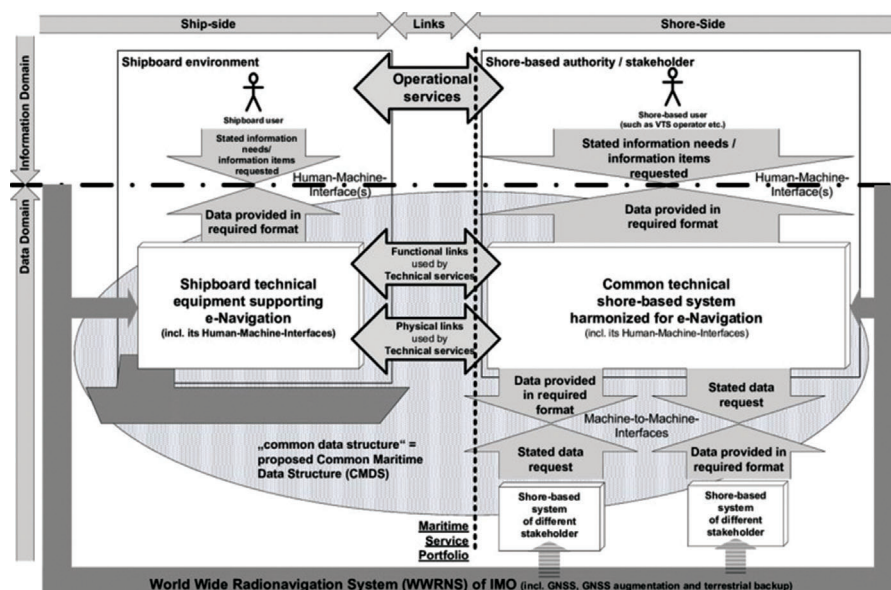 Ship-side
Links
Shore-Side
Information Domain
Data Domain
Shipboard environment
Operational
services
Shore-based authority / stakeholder
Shipboard user
Shore-based user
(such as VTS operator etc.)
Stated information
needs/
information items
requested
Human-Machine-
Interface(s)
Stated information needs /
information items
requested
Human-Machine-
Interface(s)
Data provided in
required format
Data provided in
required format
Shipboard technical
equipment supporting
e-Navigation
(incl. its Human-Machine-Interfaces)
Functional links
used by
Technical services
Physical links
used by
Technical services
Common technical
shore-based system
harmonized for e-Navigation
(incl. its Human-Machine-Interfaces)
Data provided
in required
format
Stated data
request
Machine-to-Machine-
Interfaces
Stated data
request
Data provided in
required format
„common data structure“ =
proposed Common Maritime
Data Structure (CMDS)
Shore-based
system
of different
stakeholder
Shore-based
system
of different
stakeholder
Maritime
Service
Portfolio
World Wide Radionavigation System (WWRNS) of IMO (incl. GNSS, GNSS augmentation and terrestrial backup)